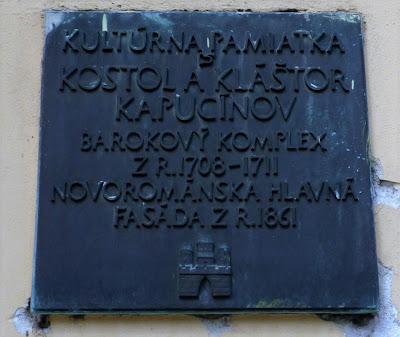 KULTÚRNA PAMIATKA
KOSTOL A KLÁŠTOR
KAPUCÍNOV
BAROKOVÝ KOMPLEX
Z R. 1708-1711
NOVOROMÁNSKA HLAVNÁ
FASÁDA Z R. 1861